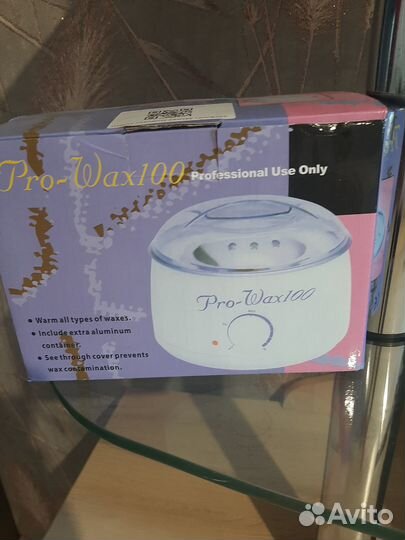 Pro-Wax100 Professional Use Only
Pro-Wax100
• Warm all types of waxes.
• Include extra aluminum
container.
• See through cover prevents
wax contamination.
Avito